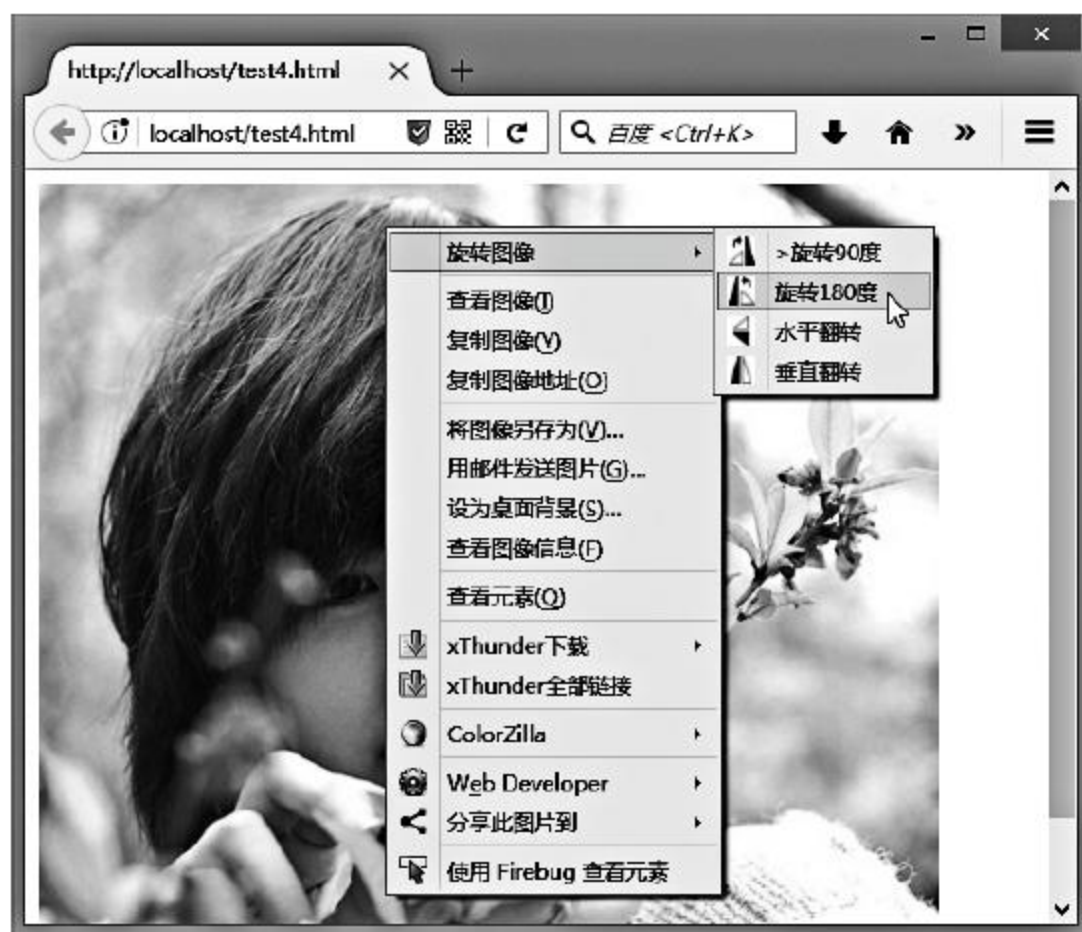 http://localhost/test4.html
localhost/test4.html
百度 <Ctrl+K>
旋转图像
>旋转90度
旋转180度
水平翻转
垂直翻转
查看图像(I)
复制图像(Y)
复制图像地址(O)
将图像另存为(V)...
用邮件发送图片(G)...
设为桌面背景(S)...
查看图像信息(F)
查看元素(Q)
xThunder下载
xThunder全部链接
ColorZilla
Web Developer
分享此图片到
使用 Firebug 查看元素